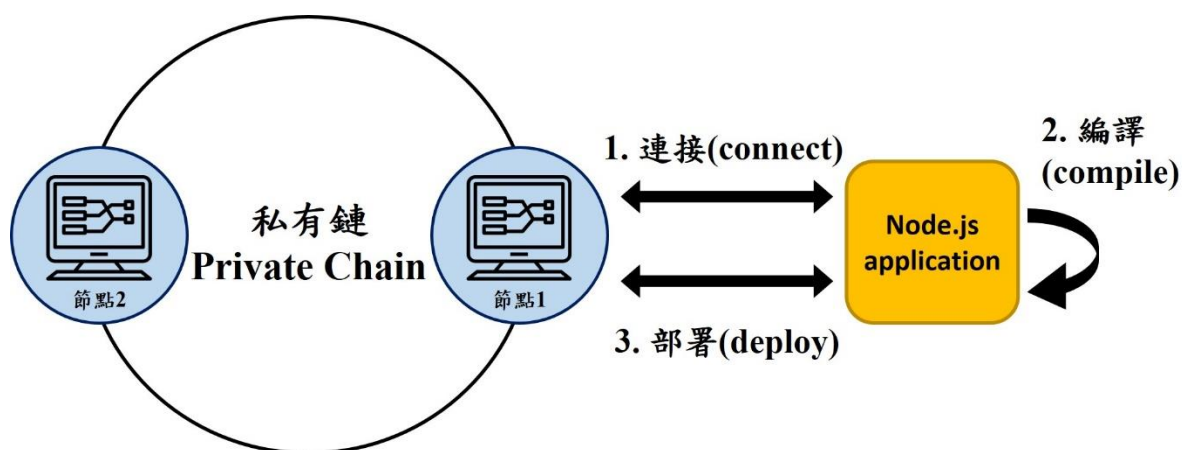 節點2
私有鏈
Private Chain
節點1
1. 連接(connect)
3. 部署(deploy)
Node.js
application
2. 編譯
(compile)